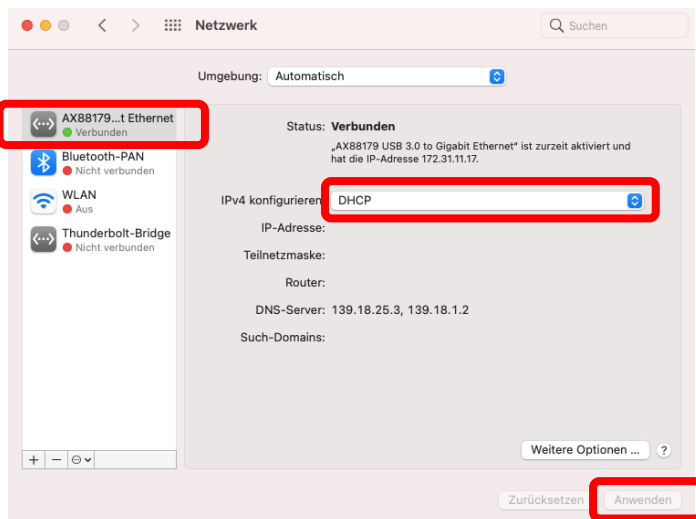 Netzwerk
Suchen
Umgebung: Automatisch
AX88179...t Ethernet
Verbunden
Bluetooth-PAN
Nicht verbunden
WLAN
Aus
Thunderbolt-Bridge
Nicht verbunden
Status: Verbunden
„AX88179 USB 3.0 to Gigabit Ethernet“ ist zurzeit aktiviert und
hat die IP-Adresse 172.31.11.17.
IPv4 konfigurieren DHCP
IP-Adresse:
Teilnetzmaske:
Router:
DNS-Server: 139.18.25.3, 139.18.1.2
Such-Domains:
Weitere Optionen ... ?
Zurücksetzen Anwenden